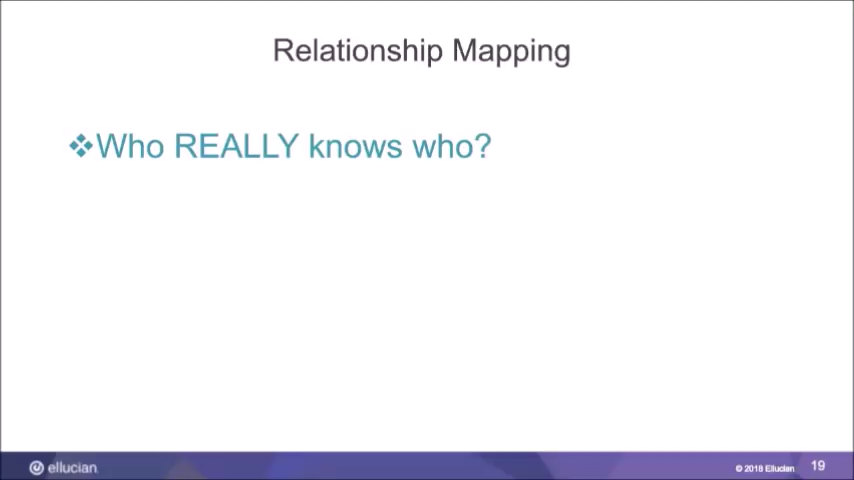 Relationship Mapping
❖Who REALLY knows who?
ellucian
© 2018 Ellucian
19